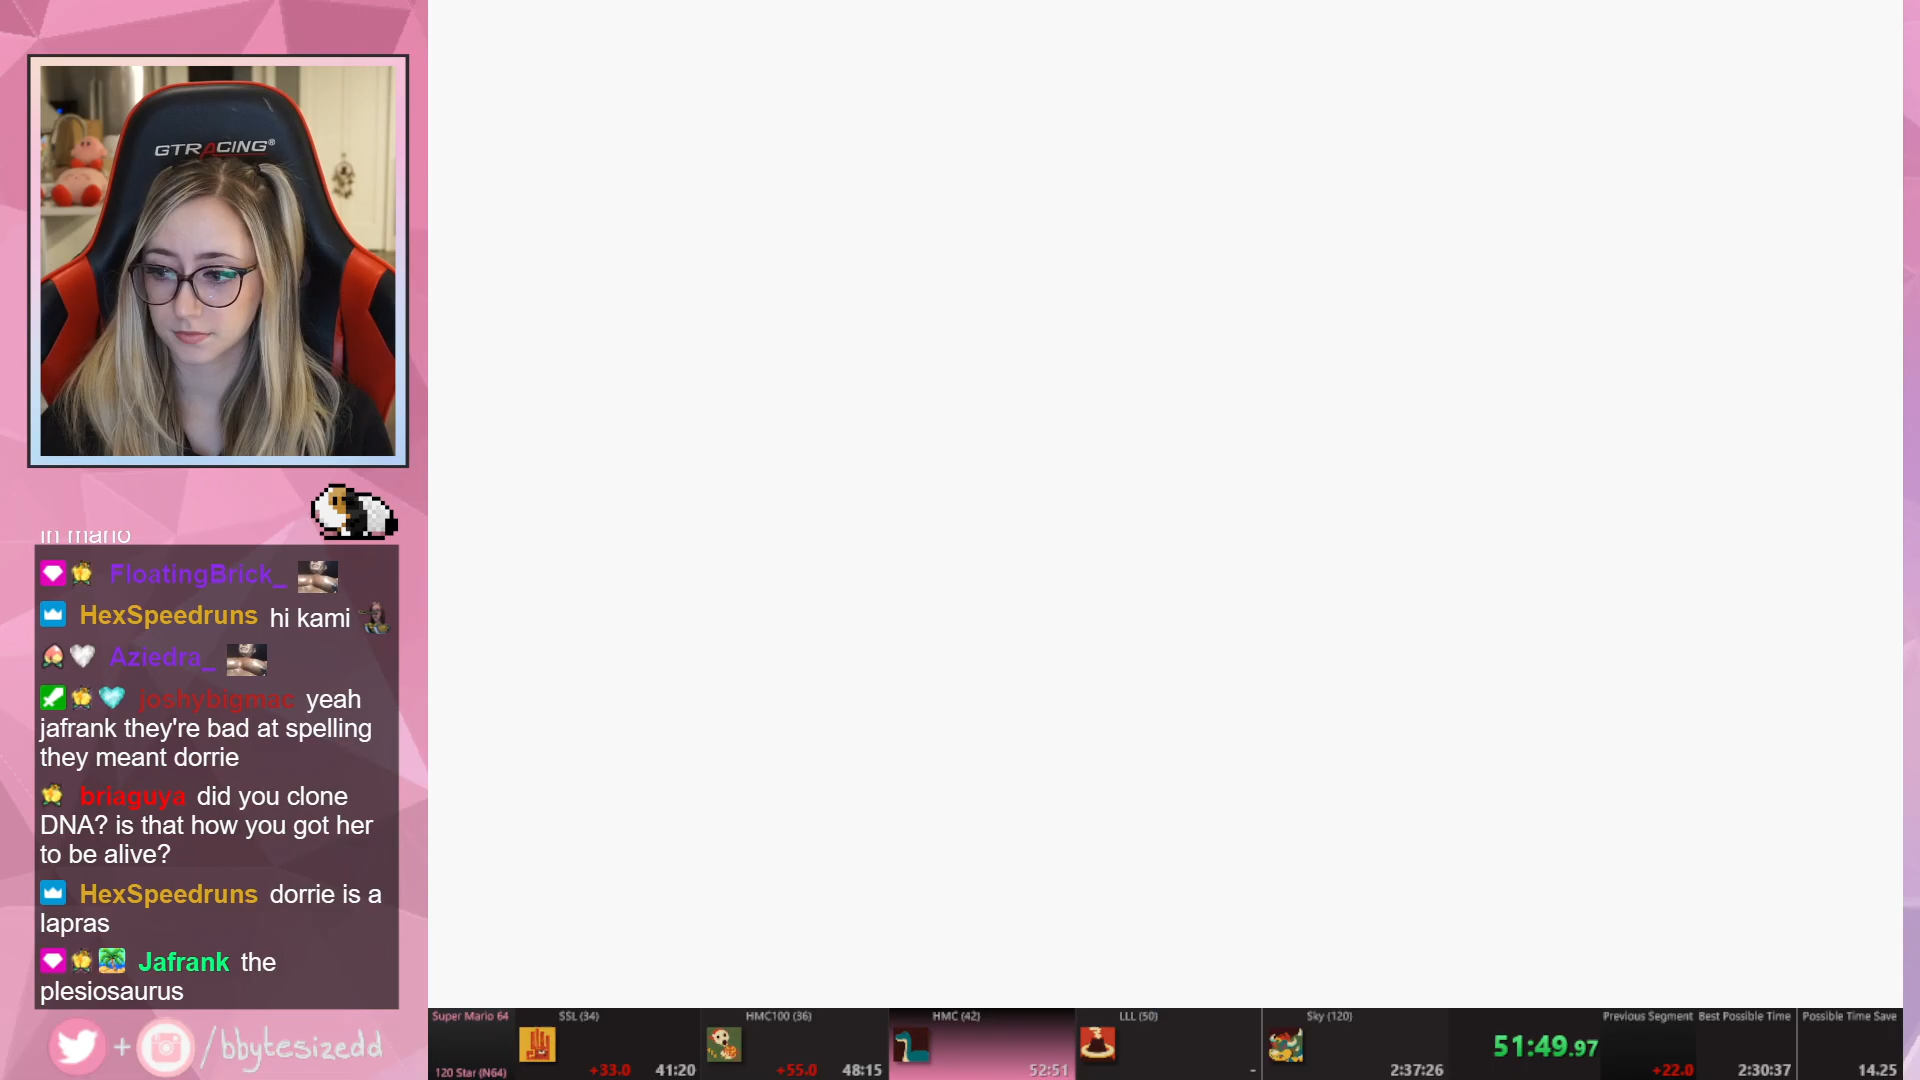 GTRACING®
in mario
FloatingBrick_
HexSpeedruns hi kami
Aziedra_
joshybigmac yeah
jafrank they're bad at spelling
they meant dorrie
briaguya did you clone
DNA? is that how you got her
to be alive?
HexSpeedruns dorrie is a
lapras
Jafrank the
plesiosaurus
+ /bbytesizedd
Super Mario 64
120 Star (N64)
SSL (34)
+33.0 41:20
HMC100 (36)
+55.0 48:15
HMC (42)
52:51
LLL (50)
-
Sky (120)
2:37:26
51:49.97
Previous Segment
+22.0
Best Possible Time
2:30:37
Possible Time Save
14.25